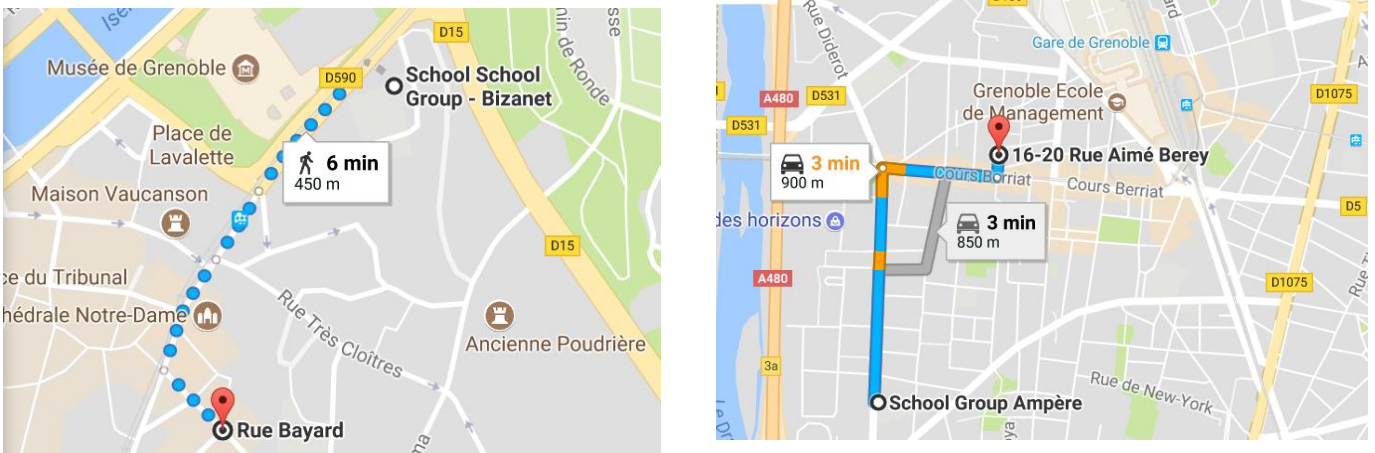 Musée de Grenoble
D15
D590
School School
Group - Bizanet
Place de
Lavalette
6 min
450 m
Maison Vaucanson
D15
ce du Tribunal
hédrale Notre-Dame
Rue Très Cloîtres
Ancienne Poudrière
Rue Bayard
Rue Diderot
Gare de Grenoble
A480
D531
D531
Grenoble Ecole
de Management
D1075
3 min
900 m
16-20 Rue Aimé Berey
Cours Berriat
Cours Berriat
des horizons
3 min
850 m
D5
A480
D1075
3a
Rue de New-York
School Group Ampère